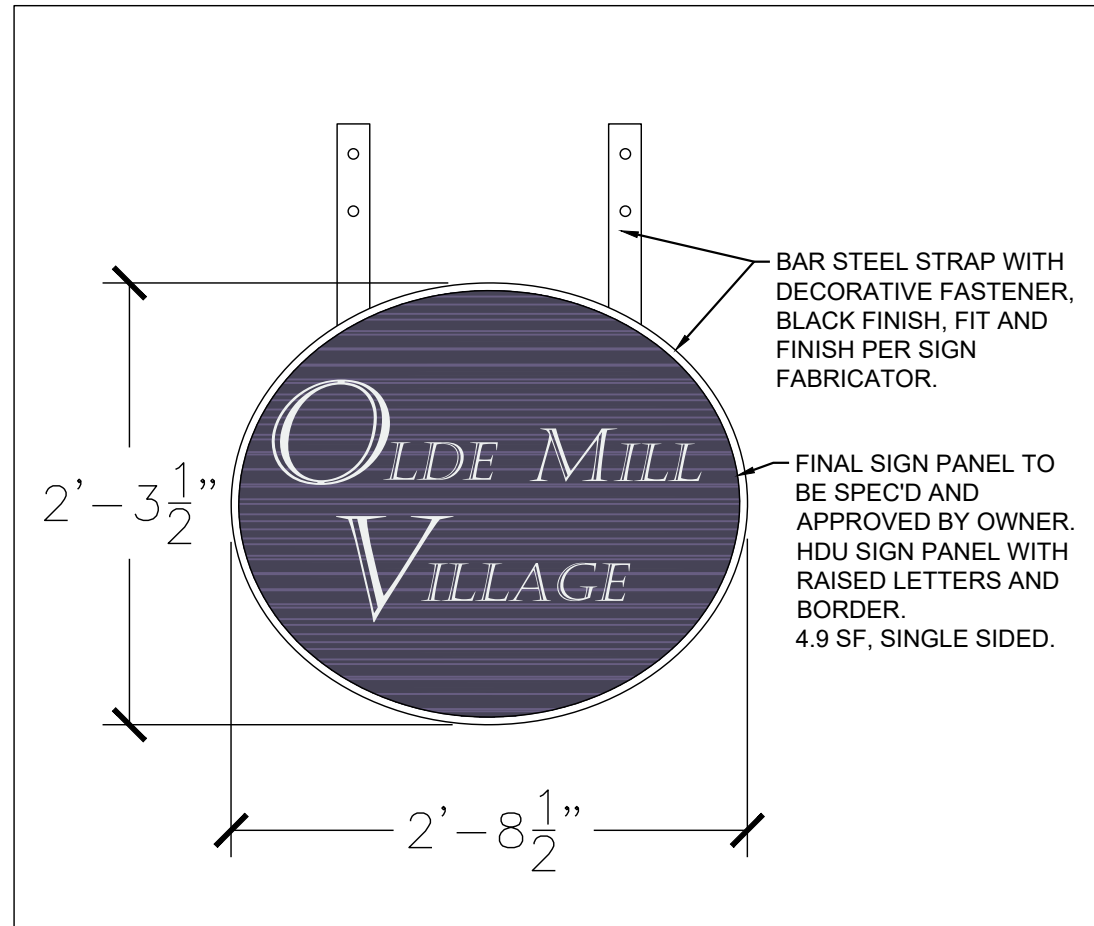 BAR STEEL STRAP WITH
DECORATIVE FASTENER,
BLACK FINISH, FIT AND
FINISH PER SIGN
FABRICATOR.
OLDE MILL
VILLAGE
FINAL SIGN PANEL TO
BE SPEC'D AND
APPROVED BY OWNER.
HDU SIGN PANEL WITH
RAISED LETTERS AND
BORDER.
4.9 SF, SINGLE SIDED.
2'-3 1/2"
2'-8 1/2"